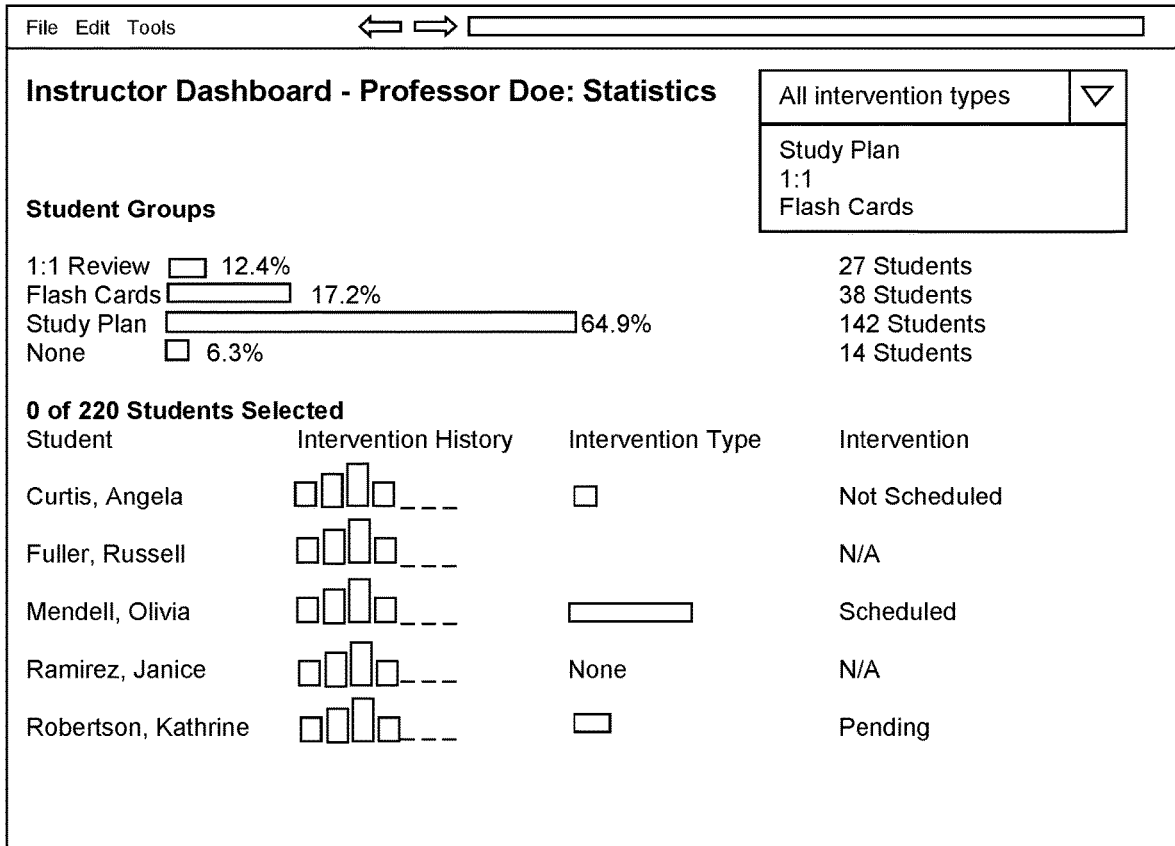 File Edit Tools
Instructor Dashboard - Professor Doe: Statistics
All intervention types
Study Plan
1:1
Flash Cards
Student Groups
1:1 Review 12.4% 27 Students
Flash Cards 17.2% 38 Students
Study Plan 64.9% 142 Students
None 6.3% 14 Students
0 of 220 Students Selected
Student Intervention History Intervention Type Intervention
Curtis, Angela Not Scheduled
Fuller, Russell N/A
Mendell, Olivia Scheduled
Ramirez, Janice None N/A
Robertson, Kathrine Pending